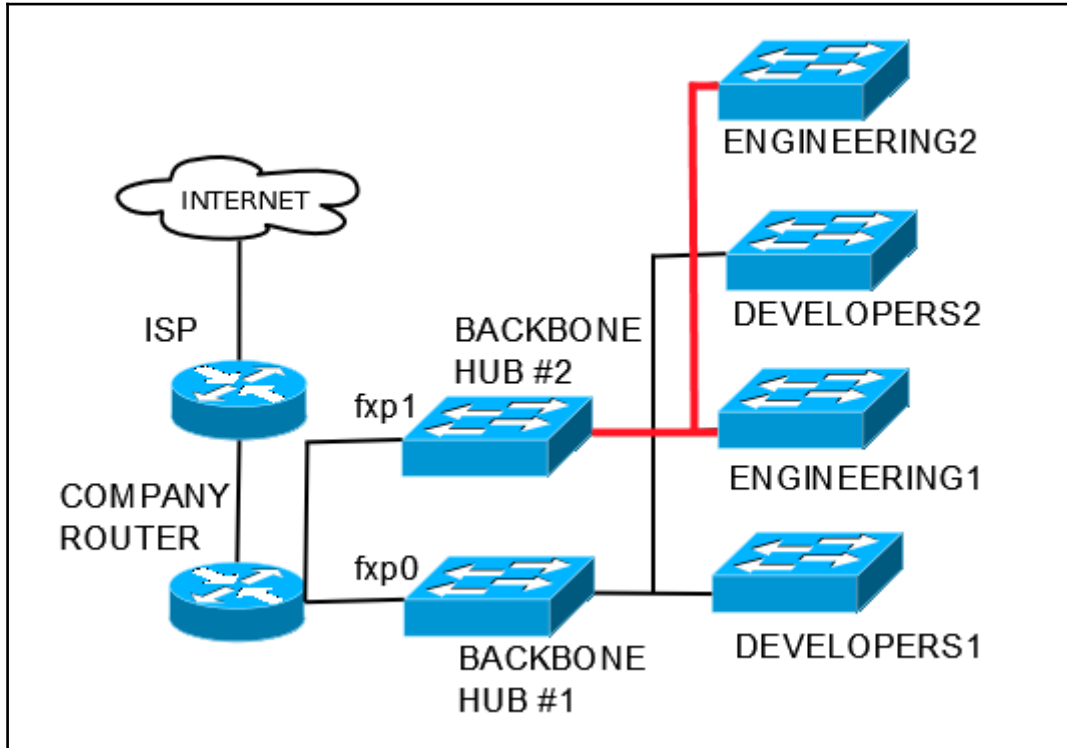 ENGINEERING2
INTERNET
DEVELOPERS2
ISP
BACKBONE
HUB #2
fxp1
ENGINEERING1
COMPANY
ROUTER
fxp0
DEVELOPERS1
BACKBONE
HUB #1